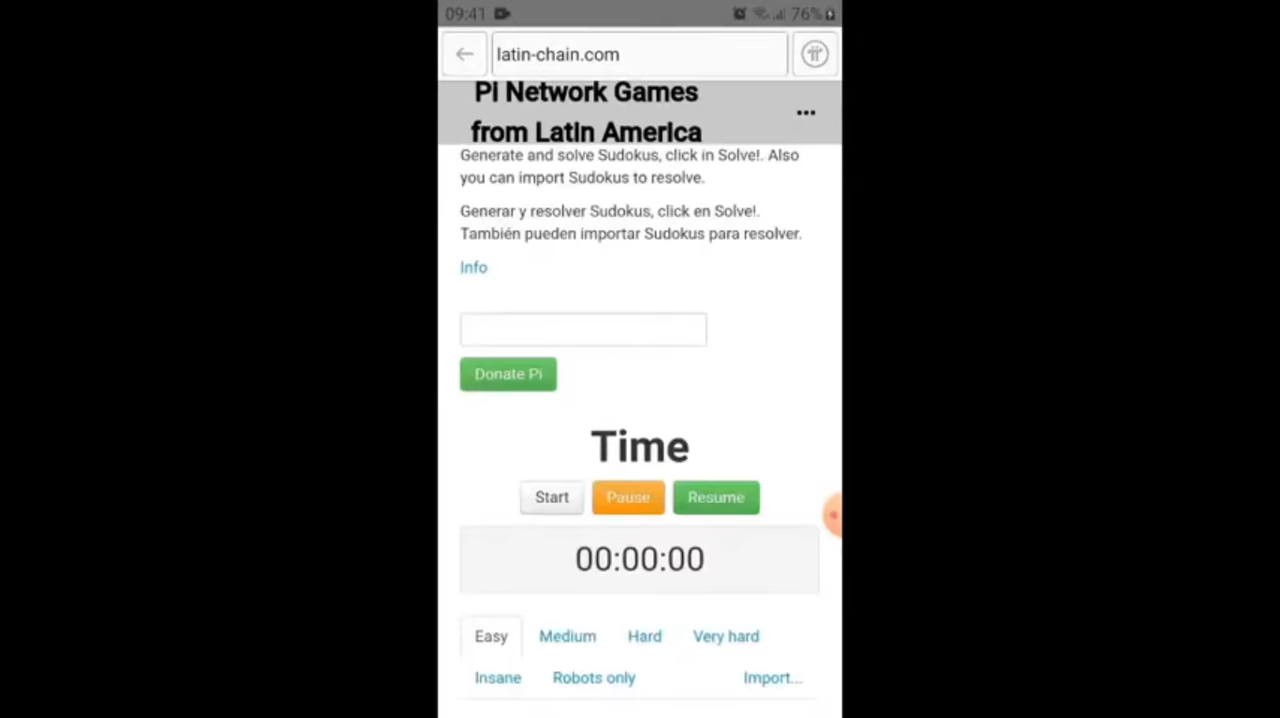 09:41 76%
latin-chain.com
Pi Network Games
from Latin America
Generate and solve Sudokus, click in Solve!. Also
you can import Sudokus to resolve.
Generar y resolver Sudokus, click en Solve!.
También pueden importar Sudokus para resolver.
Info
Donate Pi
Time
Start Pause Resume
00:00:00
Easy Medium Hard Very hard
Insane Robots only Import...